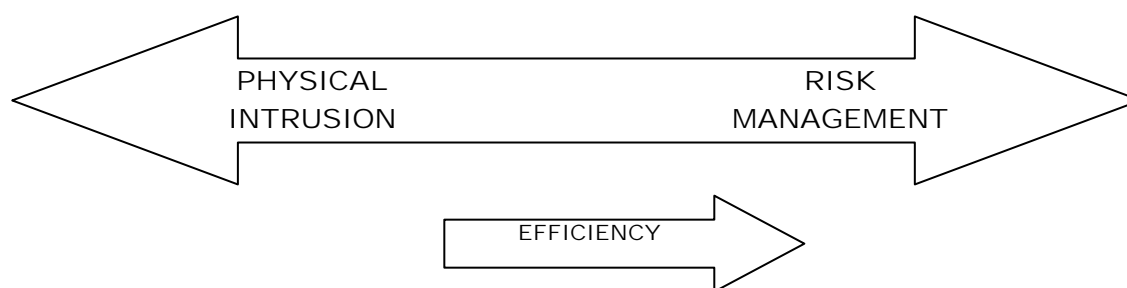 PHYSICAL
INTRUSION
RISK
MANAGEMENT
EFFICIENCY